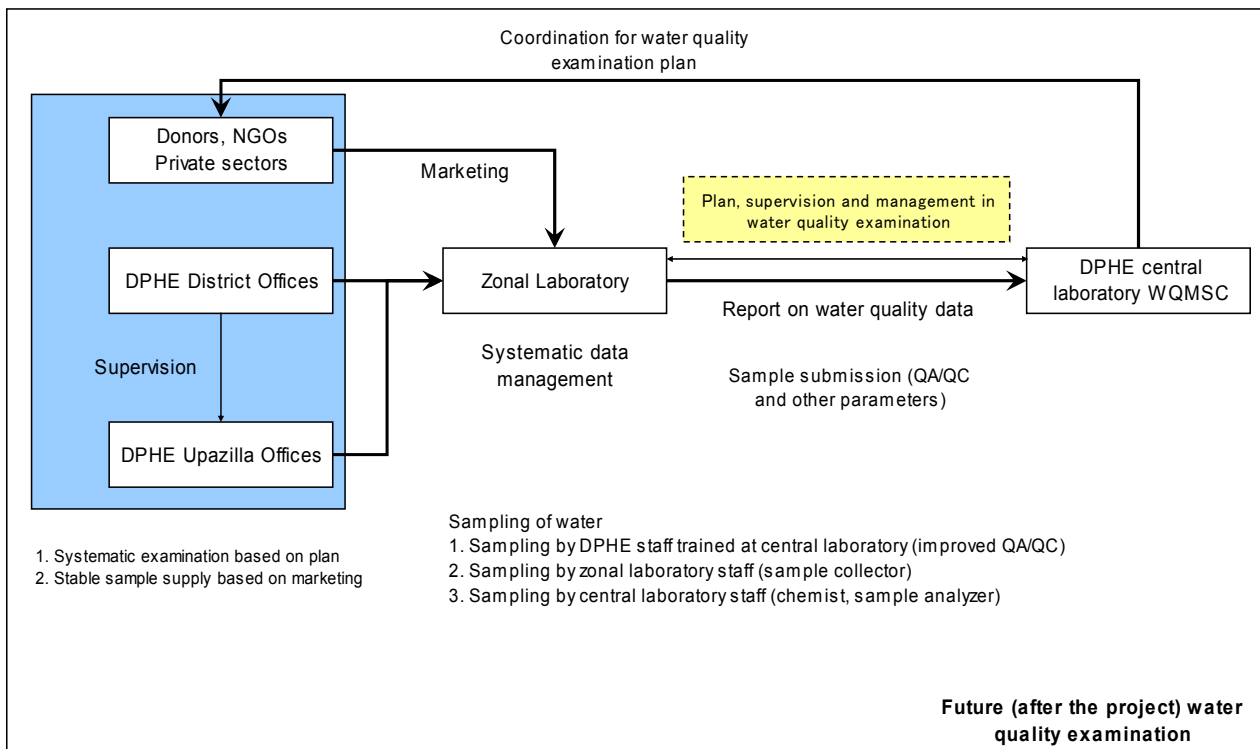 Coordination for water quality
examination plan
Donors, NGOs
Private sectors
Marketing
Plan, supervision and management in
water quality examination
DPHE District Offices
Zonal Laboratory
DPHE central
laboratory WQMSC
Report on water quality data
Supervision
Systematic data
management
Sample submission (QA/QC
and other parameters)
DPHE Upazilla Offices
1. Systematic examination based on plan
2. Stable sample supply based on marketing
Sampling of water
1. Sampling by DPHE staff trained at central laboratory (improved QA/QC)
2. Sampling by zonal laboratory staff (sample collector)
3. Sampling by central laboratory staff (chemist, sample analyzer)
Future (after the project) water
quality examination